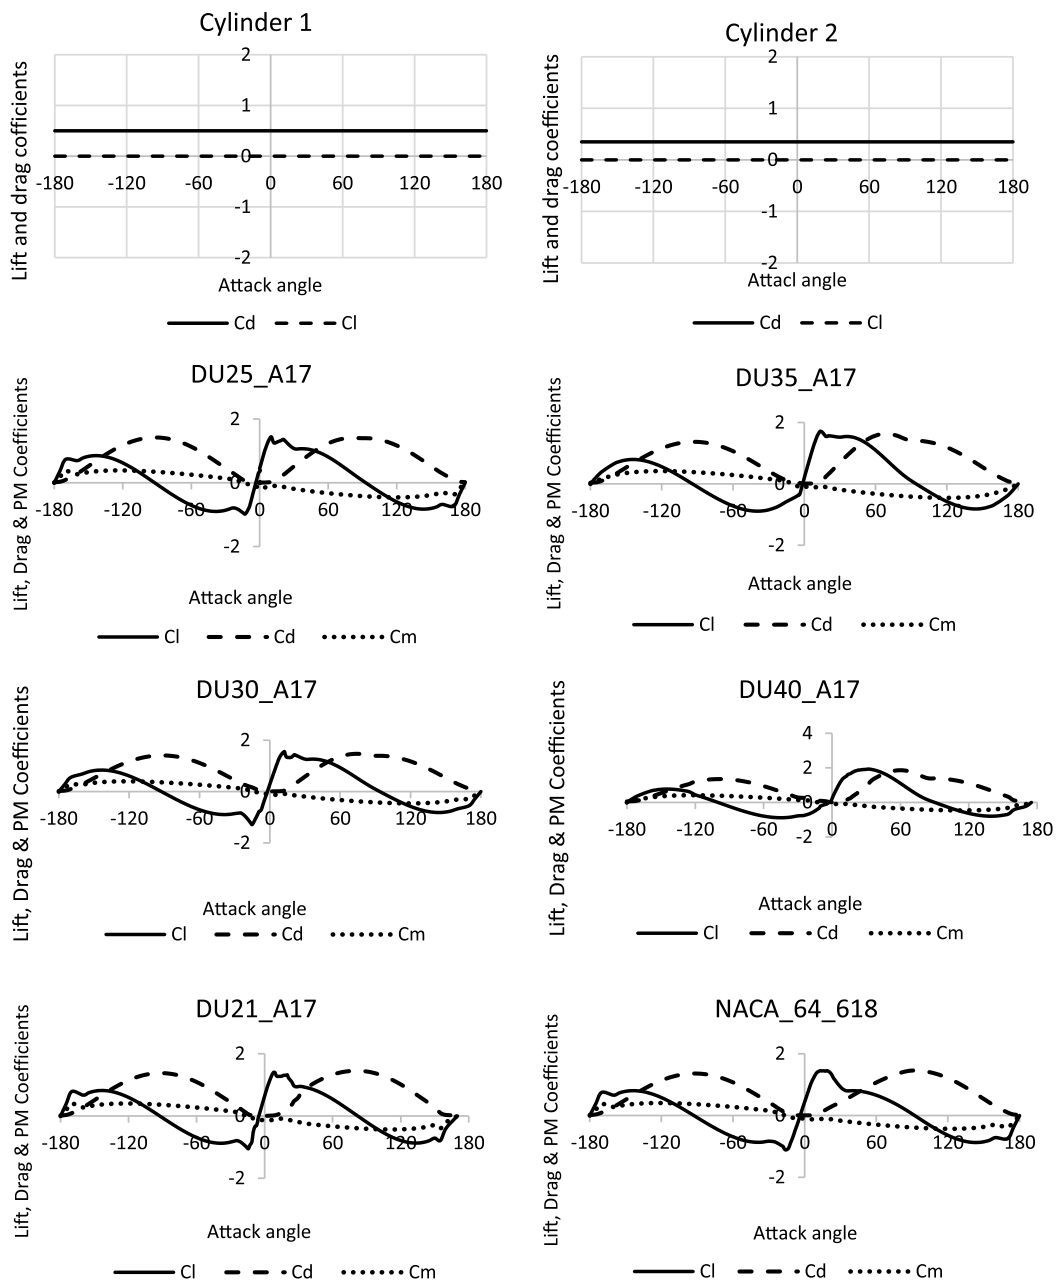 Cylinder 1
Lift and drag cofficients
2
1
0
-1
-2
-180 -120 -60 0 60 120 180
Attack angle
Cd Cl
Cylinder 2
Lift and drag coefficients
2
1
0
-1
-2
-180 -120 -60 0 60 120 180
Attacl angle
Cd Cl
DU25_A17
Lift, Drag & PM Coefficients
2
0
-2
-180 -120 -60 0 60 120 180
Attack angle
Cl Cd Cm
DU35_A17
Lift, Drag & PM Coefficients
2
0
-2
-180 -120 -60 0 60 120 180
Attack angle
Cl Cd Cm
DU30_A17
Lift, Drag & PM Coefficients
2
0
-2
-180 -120 -60 0 60 120 180
Attack angle
Cl Cd Cm
DU40_A17
Lift, Drag & PM Coefficients
4
2
0
-2
-180 -120 -60 0 60 120 180
Attack angle
Cl Cd Cm
DU21_A17
Lift, Drag & PM Coefficients
2
0
-2
-180 -120 -60 0 60 120 180
Attack angle
Cl Cd Cm
NACA_64_618
Lift, Drag & PM Coefficients
2
0
-2
-180 -120 -60 0 60 120 180
Attack angle
Cl Cd Cm